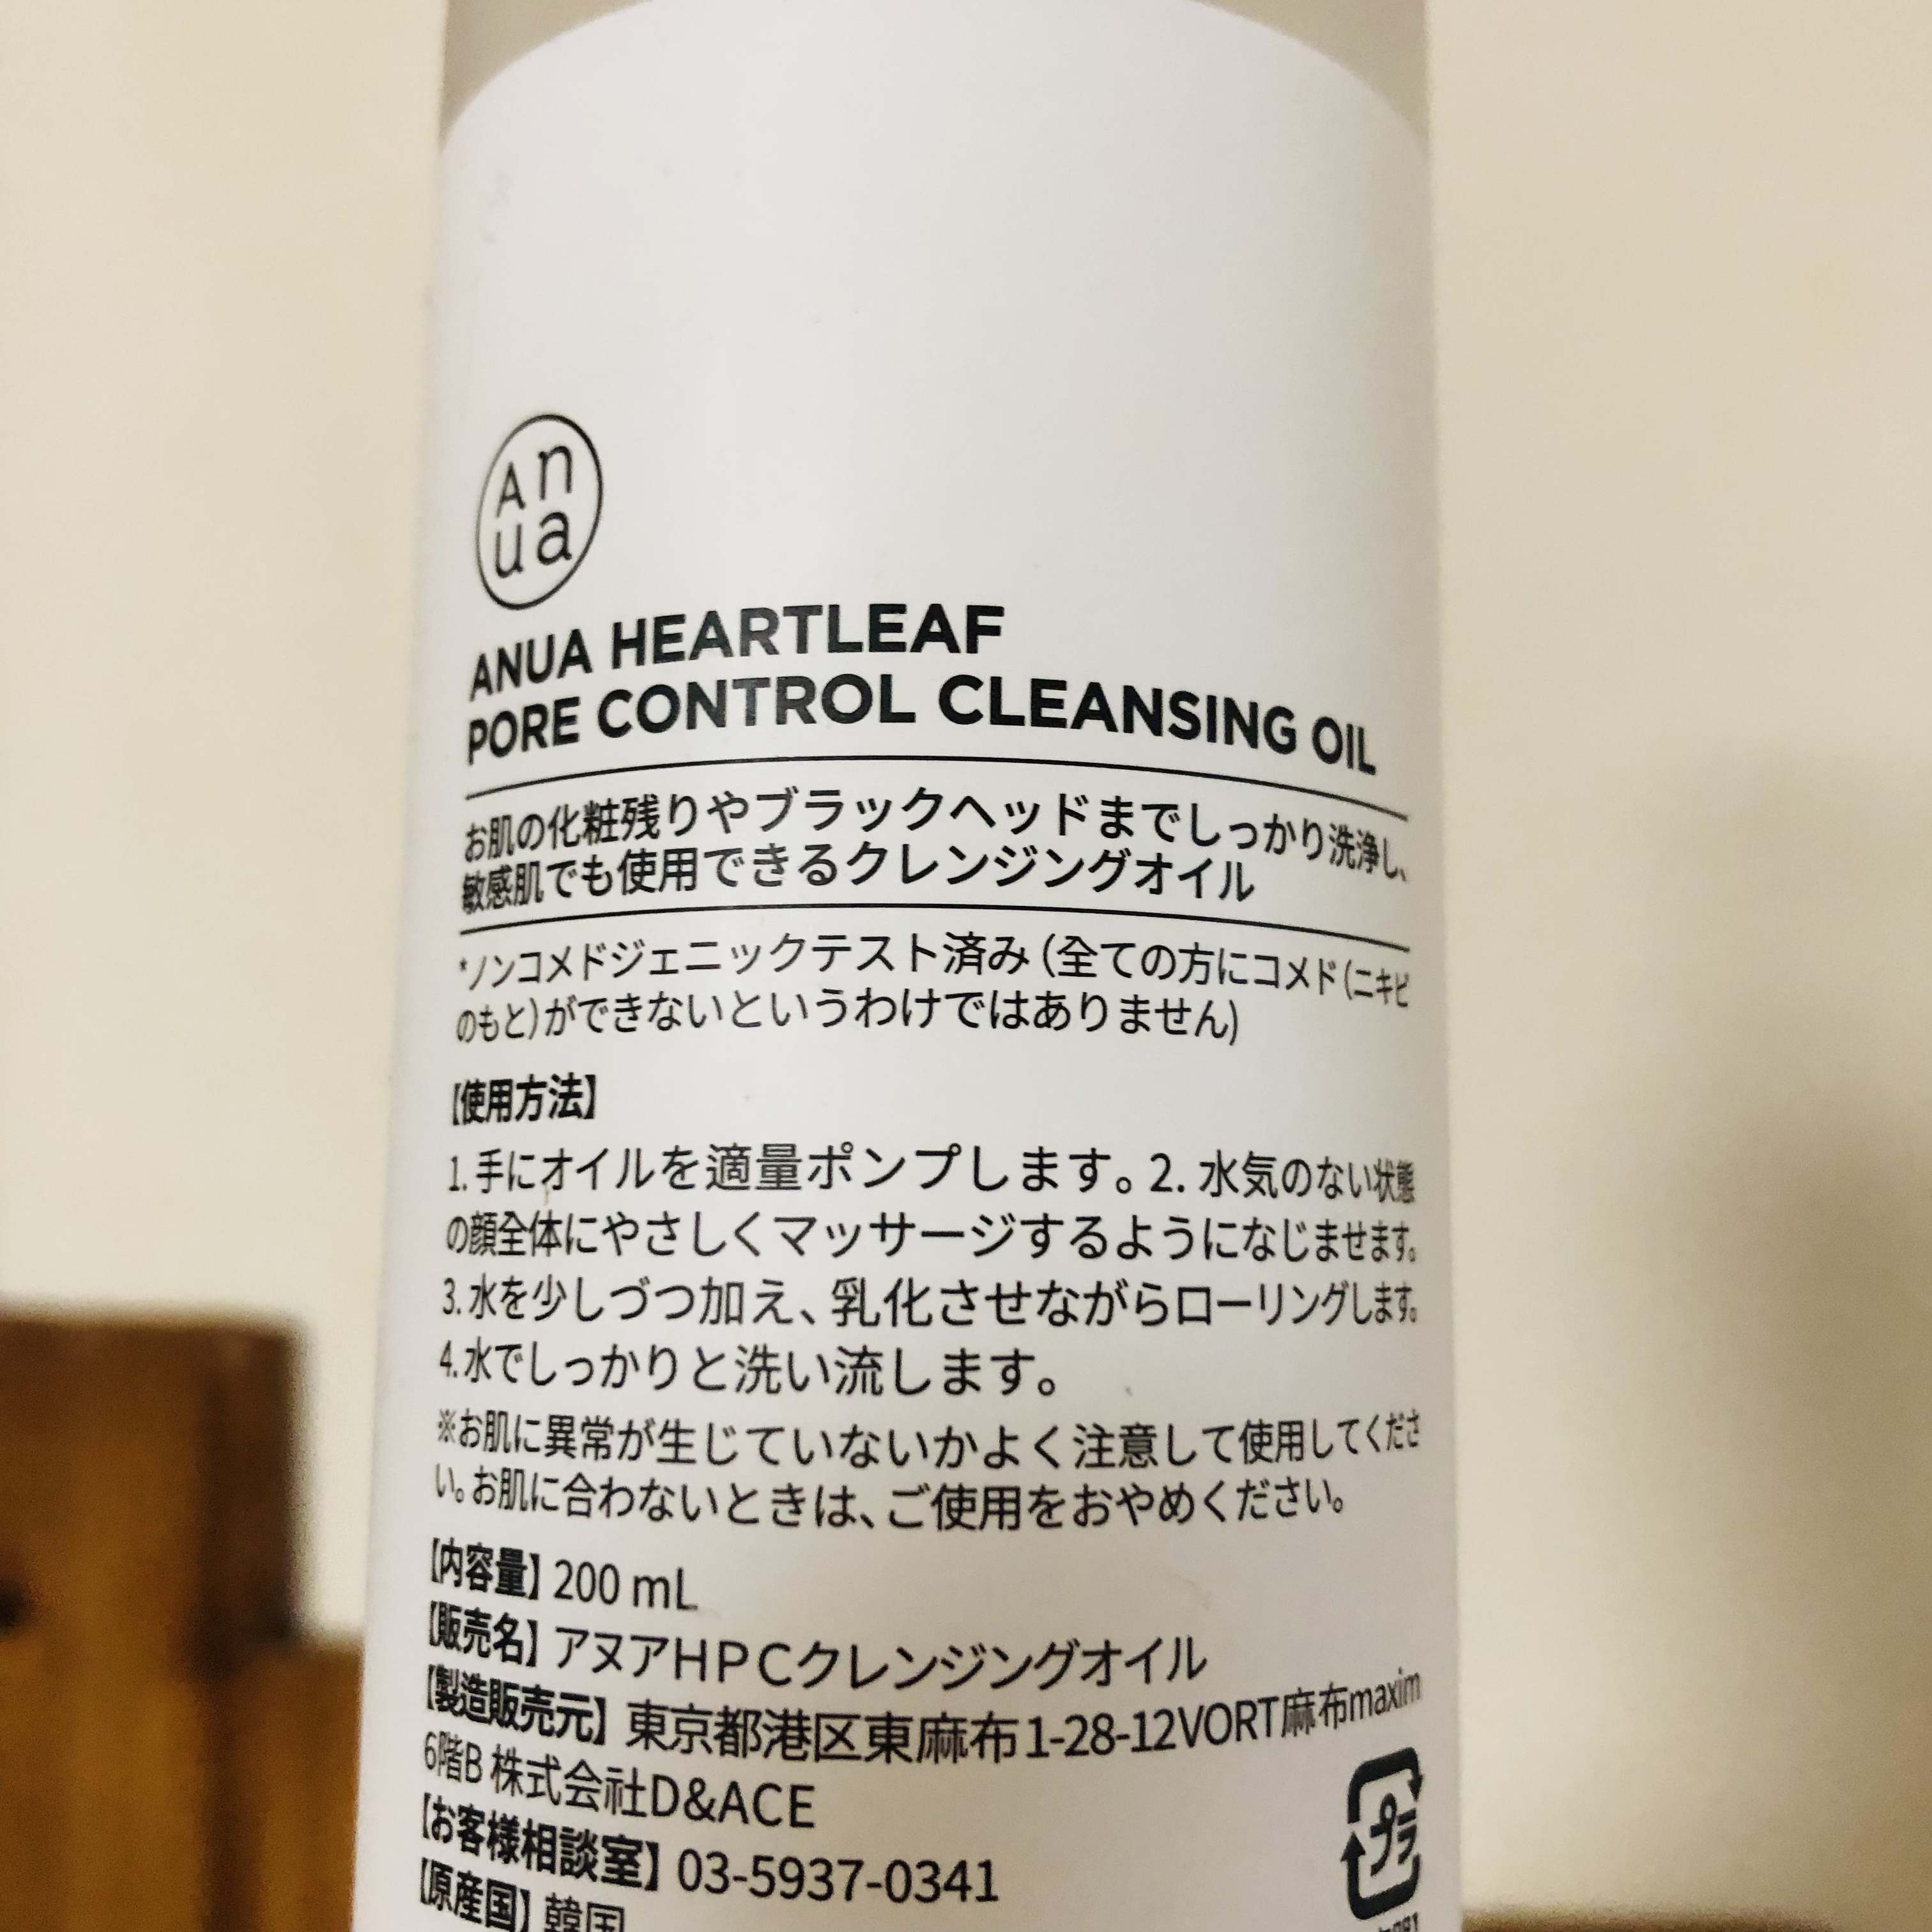 An
ua
ANUA HEARTLEAF
PORE CONTROL CLEANSING OIL
お肌の化粧残りやブラックヘッドまでしっかり洗浄し、
敏感肌でも使用できるクレンジングオイル
*ノンコメドジェニックテスト済み(全ての方にコメド(ニキビ
のもと)ができないというわけではありません)
【使用方法】
1. 手にオイルを適量ポンプします。2. 水気のない状態
の顔全体にやさしくマッサージするようになじませます。
3. 水を少しづつ加え、乳化させながらローリングします。
4. 水でしっかりと洗い流します。
※お肌に異常が生じていないかよく注意して使用してくださ
い。お肌に合わないときは、ご使用をおやめください。
【内容量】 200 mL
【販売名】 アヌアHPCクレンジングオイル
【製造販売元】 東京都港区東麻布1-28-12VORT麻布maxim
6階B 株式会社D&ACE
【お客様相談室】 03-5937-0341
【原産国】 韓国
プラ